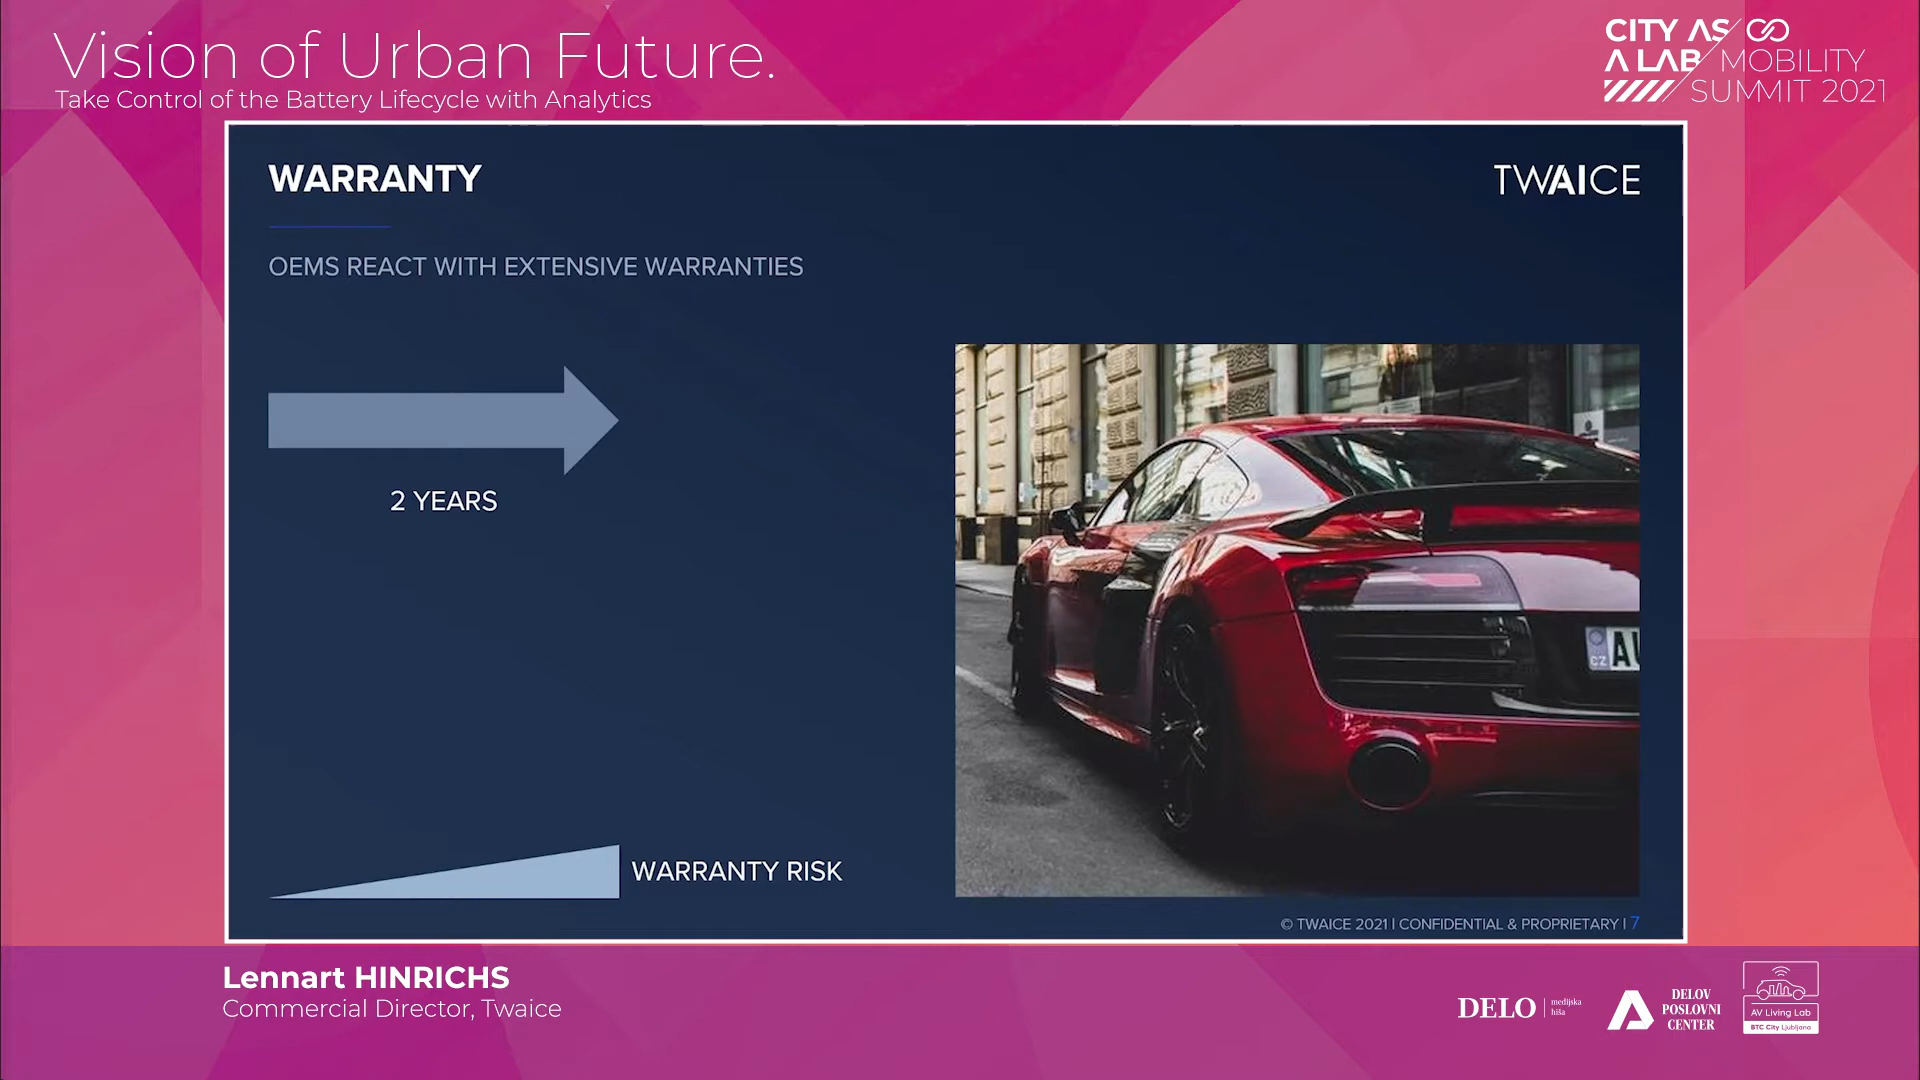 Vision of Urban Future.
Take Control of the Battery Lifecycle with Analytics
CITY AS
A LAB MOBILITY
SUMMIT 2021
WARRANTY
TWAICE
OEMS REACT WITH EXTENSIVE WARRANTIES
2 YEARS
CZ
WARRANTY RISK
© TWAICE 2021 | CONFIDENTIAL & PROPRIETARY | 7
Lennart HINRICHS
Commercial Director, Twaice
DELO
medijska
hiša
DELOV
POSLOVNI
CENTER
AV Living Lab
BTC City Ljubljana